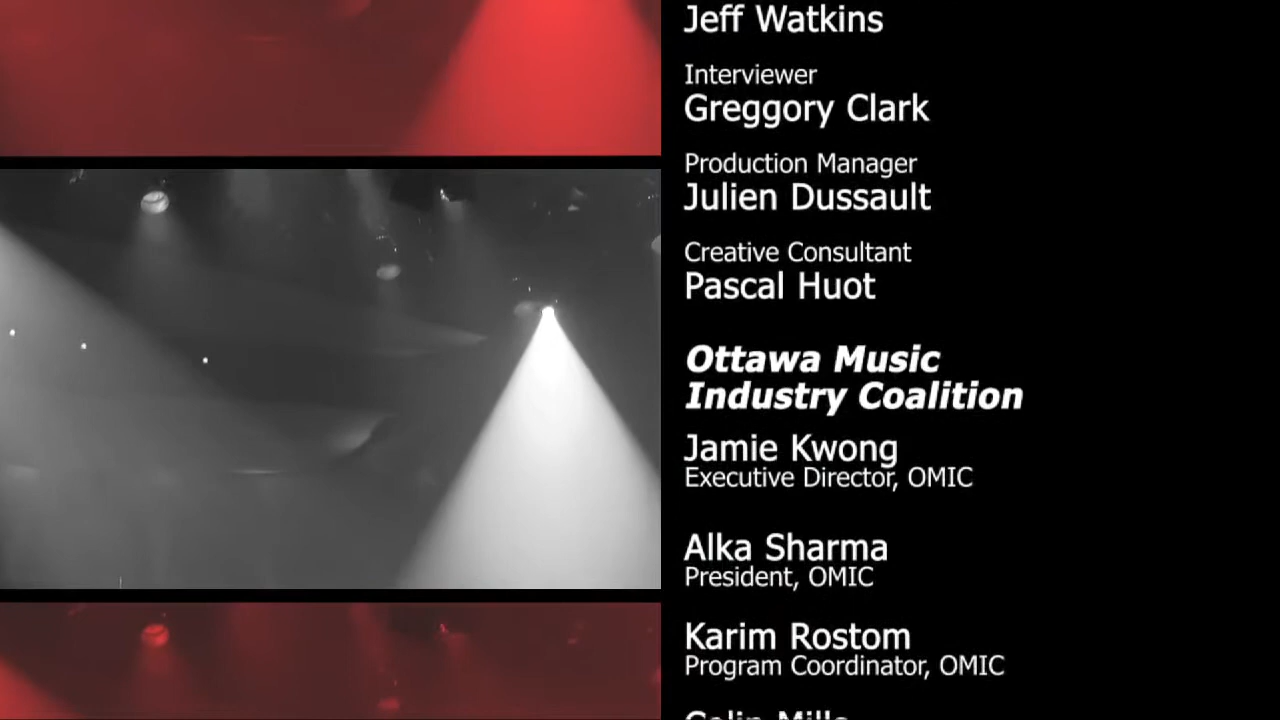 Jeff Watkins
Interviewer
Greggory Clark
Production Manager
Julien Dussault
Creative Consultant
Pascal Huot
Ottawa Music
Industry Coalition
Jamie Kwong
Executive Director, OMIC
Alka Sharma
President, OMIC
Karim Rostom
Program Coordinator, OMIC